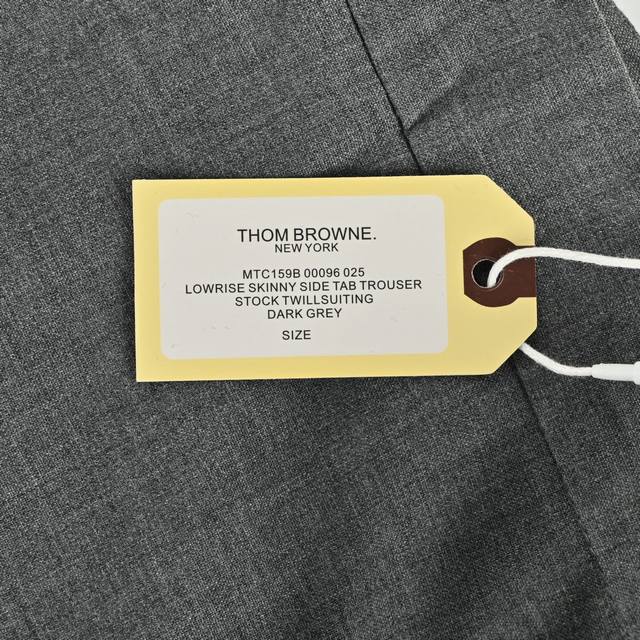 THOM BROWNE.
NEW YORK
MTC159B 00096 025
LOWRISE SKINNY SIDE TAB TROUSER
STOCK TWILLSUITING
DARK GREY
SIZE